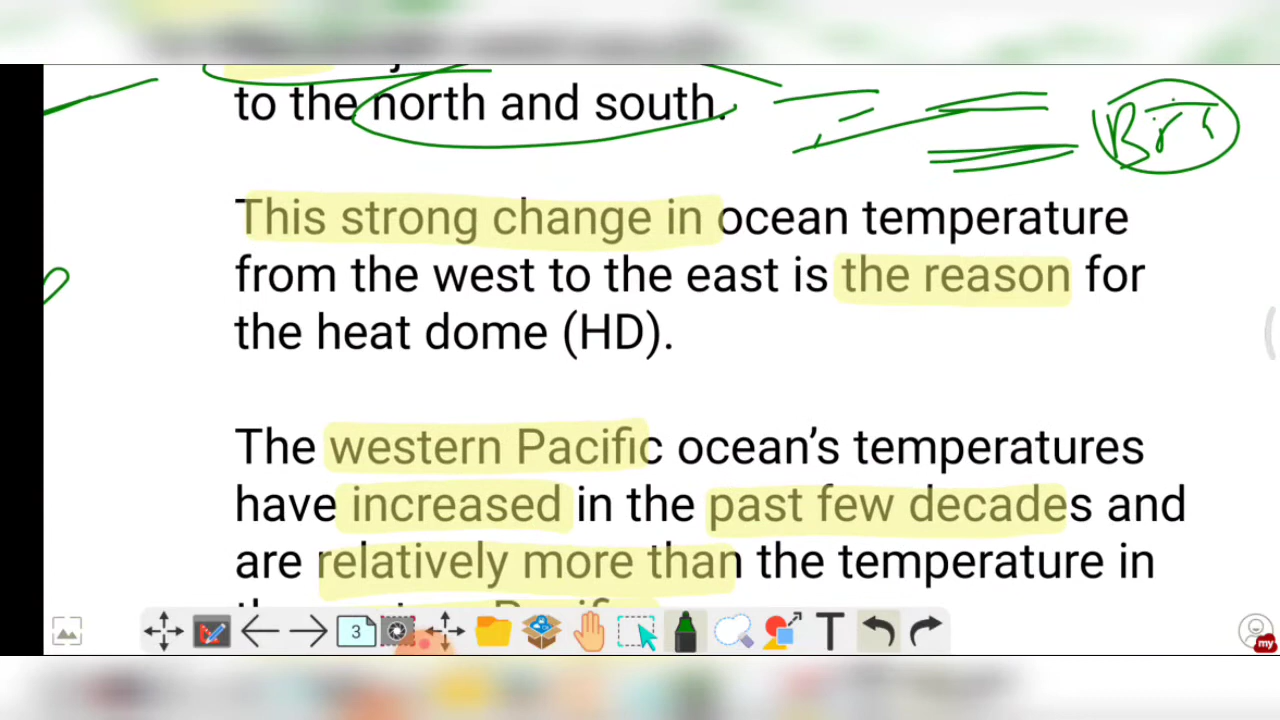 to the north and south.
This strong change in ocean temperature
from the west to the east is the reason for
the heat dome (HD).
The western Pacific ocean's temperatures
have increased in the past few decades and
are relatively more than the temperature in
3
T
my